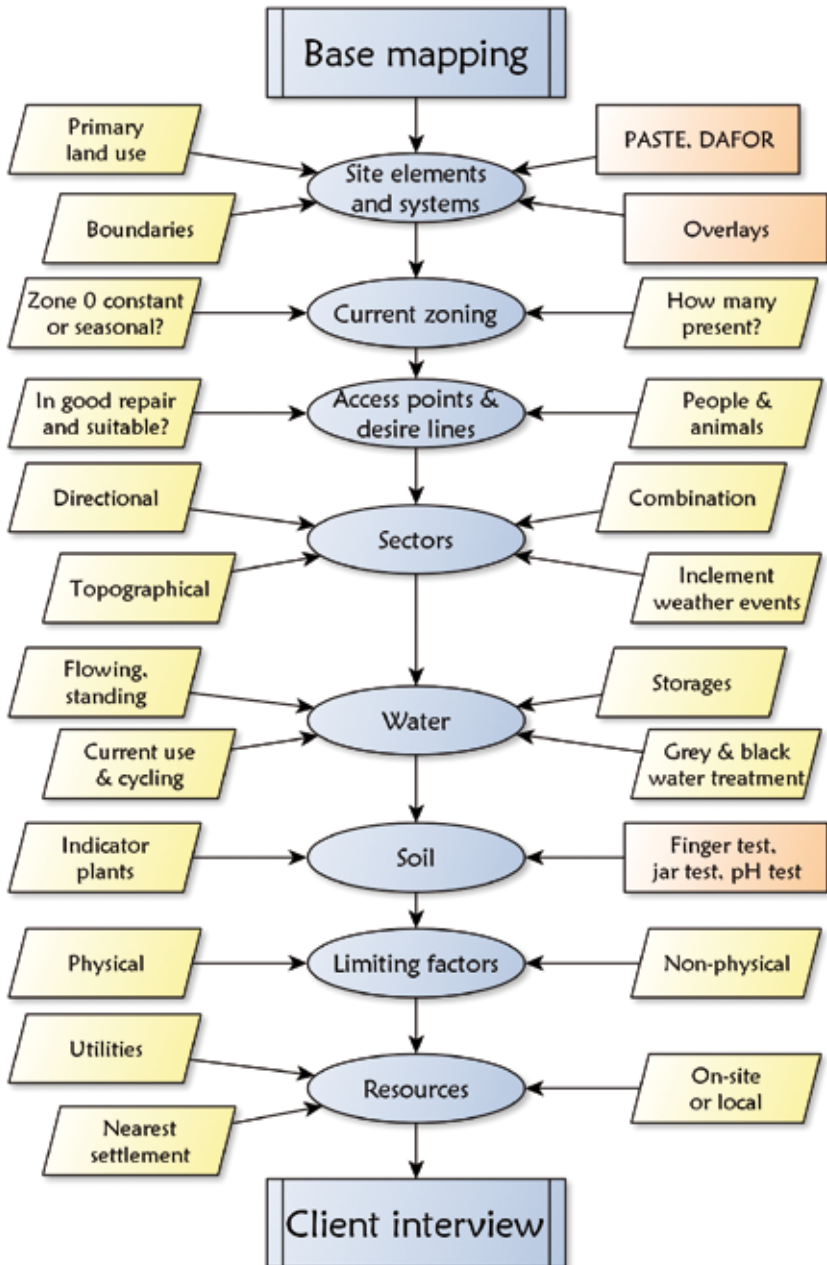 Base mapping
Primary
land use
PASTE, DAFOR
Site elements
and systems
Boundaries
Overlays
Zone 0 constant
or seasonal?
Current zoning
How many
present?
In good repair
and suitable?
Access points &
desire lines
People &
animals
Directional
Combination
Sectors
Topographical
Inclement
weather events
Flowing,
standing
Storages
Water
Current use
& cycling
Grey & black
water treatment
Indicator
plants
Soil
Finger test,
jar test, pH test
Physical
Limiting factors
Non-physical
Utilities
Resources
On-site
or local
Nearest
settlement
Client interview